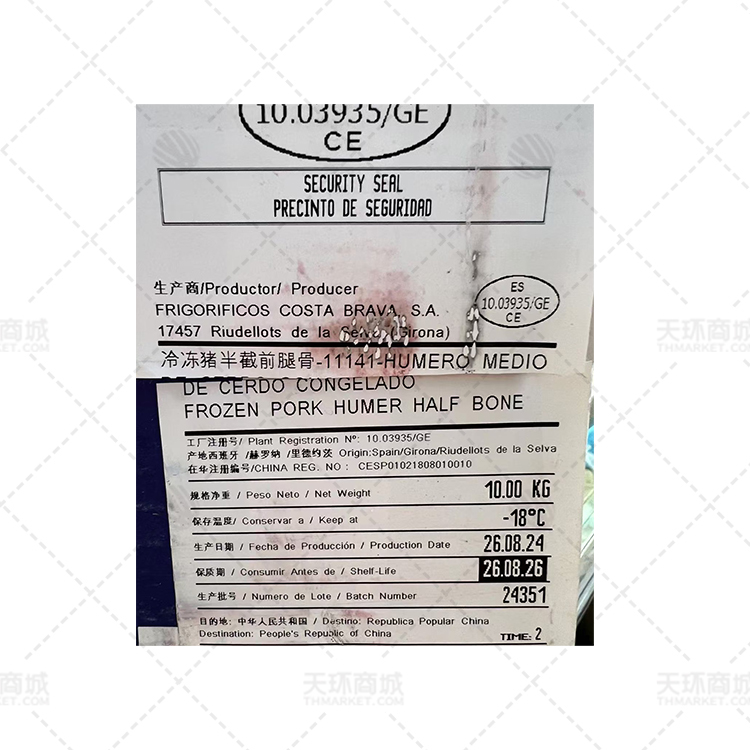 10.03935/GE
CE
SECURITY SEAL
PRECINTO DE SEGURIDAD
生产商/Productor/ Producer
FRIGORIFICOS COSTA BRAVA, S.A.
17457 Riudellots de la Selva (Girona)
ES
10.03935/GE
CE
冷冻猪半截前腿骨-11141-HUMERO MEDIO
DE CERDO CONGELADO
FROZEN PORK HUMER HALF BONE
工厂注册号/ Plant Registration Nº: 10.03935/GE
产地西班牙 /赫罗纳 /里德约茨 Origin:Spain/Girona/Riudellots de la Selva
在华注册编号/CHINA REG. NO : CESP01021808010010
规格净重 / Peso Neto / Net Weight 10.00 KG
保存温度/ Conservar a / Keep at -18°C
生产日期 / Fecha de Producción / Production Date 26.08.24
保质期 / Consumir Antes de / Shelf-Life 26.08.26
生产批号 / Numero de Lote / Batch Number 24351
目的地: 中华人民共和国 / Destino: Republica Popular China
Destination: People's Republic of China
TIME: 2
天环商城
THMARKET.COM